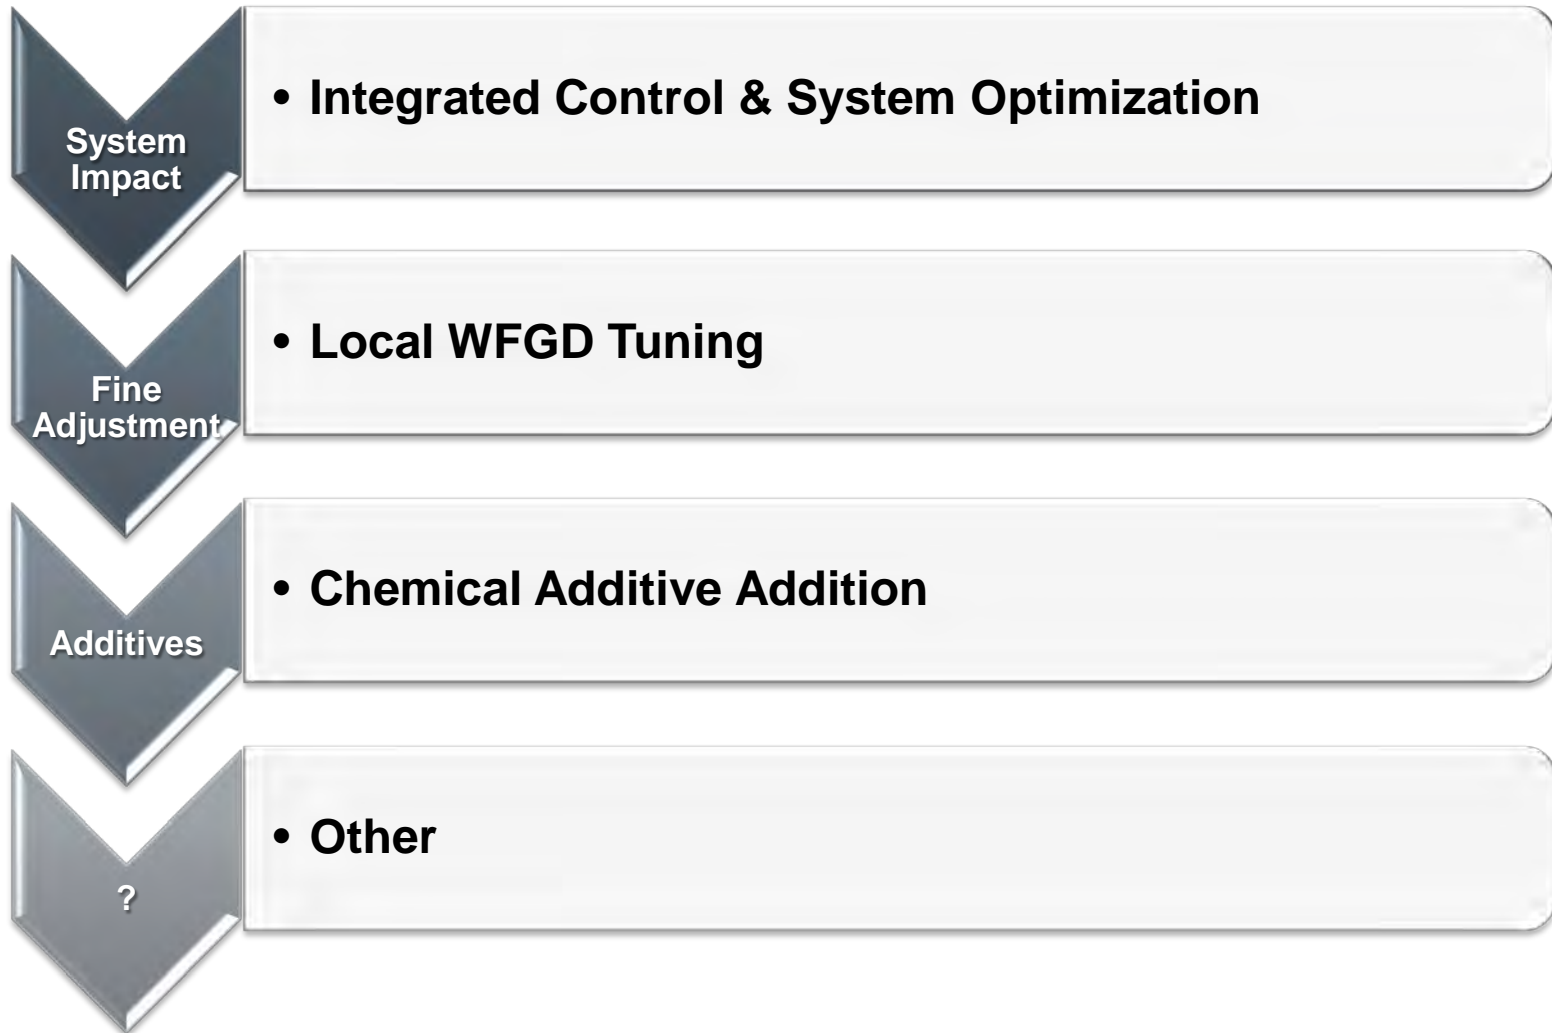 System
Impact
• Integrated Control & System Optimization
Fine
Adjustment
• Local WFGD Tuning
Additives
• Chemical Additive Addition
?
• Other